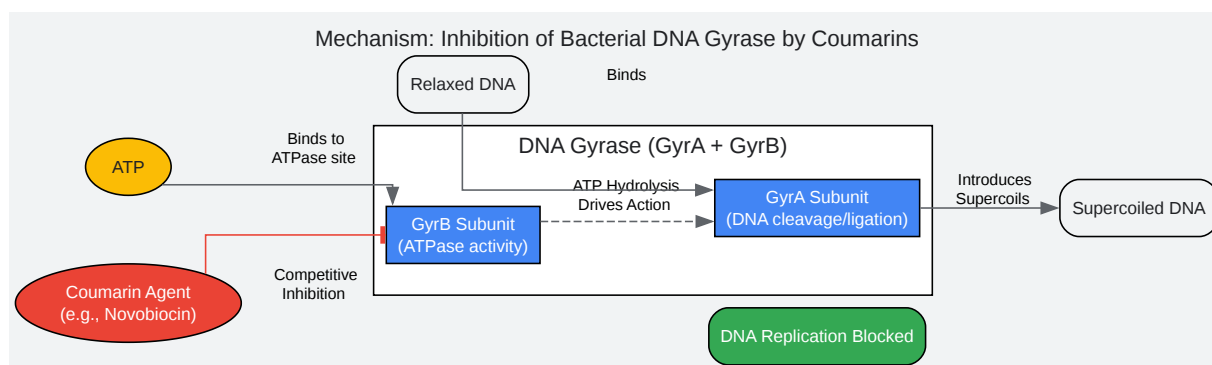 Mechanism: Inhibition of Bacterial DNA Gyrase by Coumarins
Relaxed DNA
Binds
Binds to
ATPase site
DNA Gyrase (GyrA + GyrB)
ATP
ATP Hydrolysis
Drives Action
GyrA Subunit
(DNA cleavage/ligation)
Introduces
Supercoils
Supercoiled DNA
GyrB Subunit
(ATPase activity)
Competitive
Inhibition
Coumarin Agent
(e.g., Novobiocin)
DNA Replication Blocked